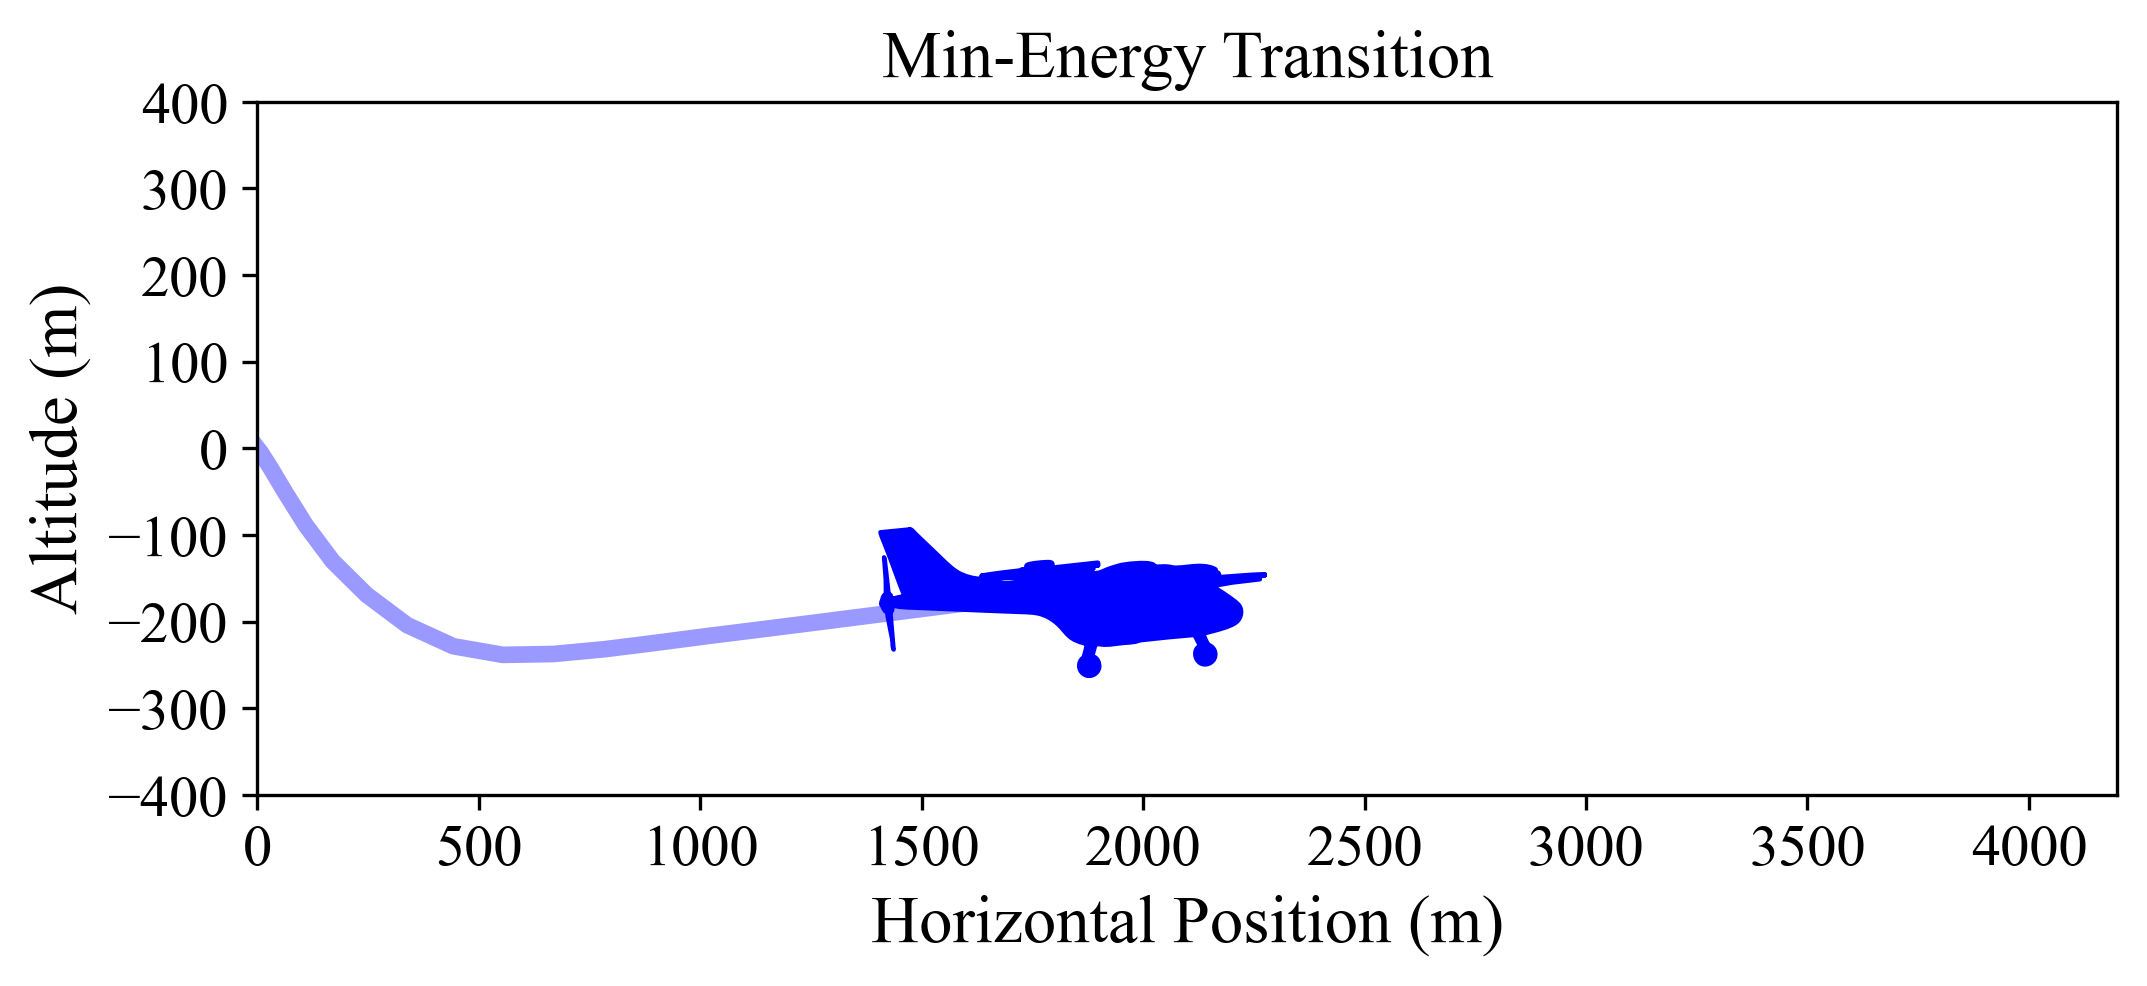 Min-Energy Transition
Altitude (m)
400
300
200
100
0
−100
−200
−300
−400
0 500 1000 1500 2000 2500 3000 3500 4000
Horizontal Position (m)